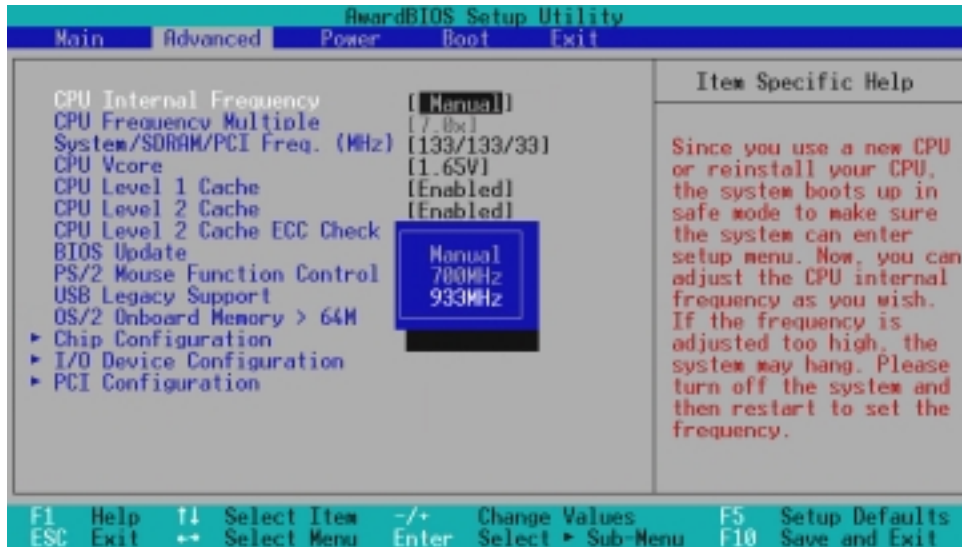 AwardBIOS Setup Utility
Main Advanced Power Boot Exit
CPU Internal Frequency [ Manual]
CPU Frequency Multiple [7.0x]
System/SDRAM/PCI Freq. (MHz) [133/133/33]
CPU Vcore [1.65V]
CPU Level 1 Cache [Enabled]
CPU Level 2 Cache [Enabled]
CPU Level 2 Cache ECC Check
BIOS Update
PS/2 Mouse Function Control
USB Legacy Support
OS/2 Onboard Memory > 64M
▸ Chip Configuration
▸ I/O Device Configuration
▸ PCI Configuration
Manual
700MHz
933MHz
Item Specific Help
Since you use a new CPU
or reinstall your CPU,
the system boots up in
safe mode to make sure
the system can enter
setup menu. Now, you can
adjust the CPU internal
frequency as you wish.
If the frequency is
adjusted too high, the
system may hang. Please
turn off the system and
then restart to set the
frequency.
F1 Help ↑↓ Select Item -/+ Change Values F5 Setup Defaults
ESC Exit ↔ Select Menu Enter Select ▸ Sub-Menu F10 Save and Exit